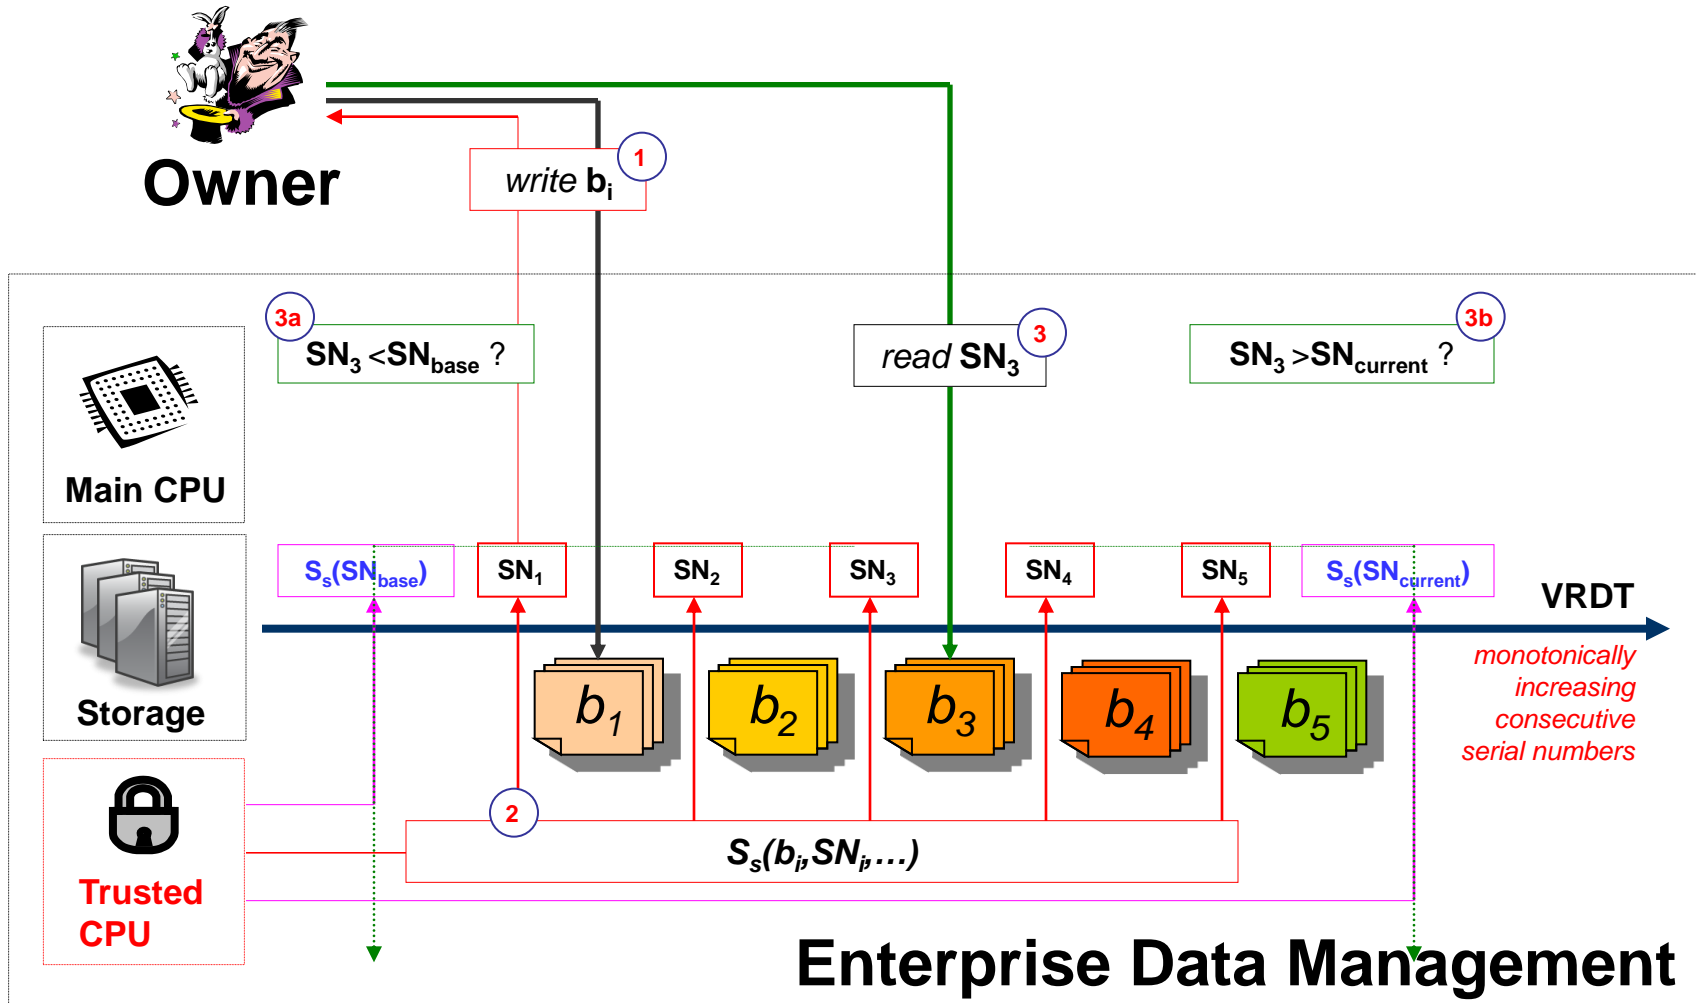 Owner
1
write bi
3a
SN3 <SNbase ?
3
read SN3
3b
SN3 >SNcurrent ?
Main CPU
Ss(SNbase)
SN1
SN2
SN3
SN4
SN5
Ss(SNcurrent)
VRDT
monotonically
increasing
consecutive
serial numbers
Storage
b1
b2
b3
b4
b5
2
Ss(bi,SNi,…)
Trusted
CPU
Enterprise Data Management